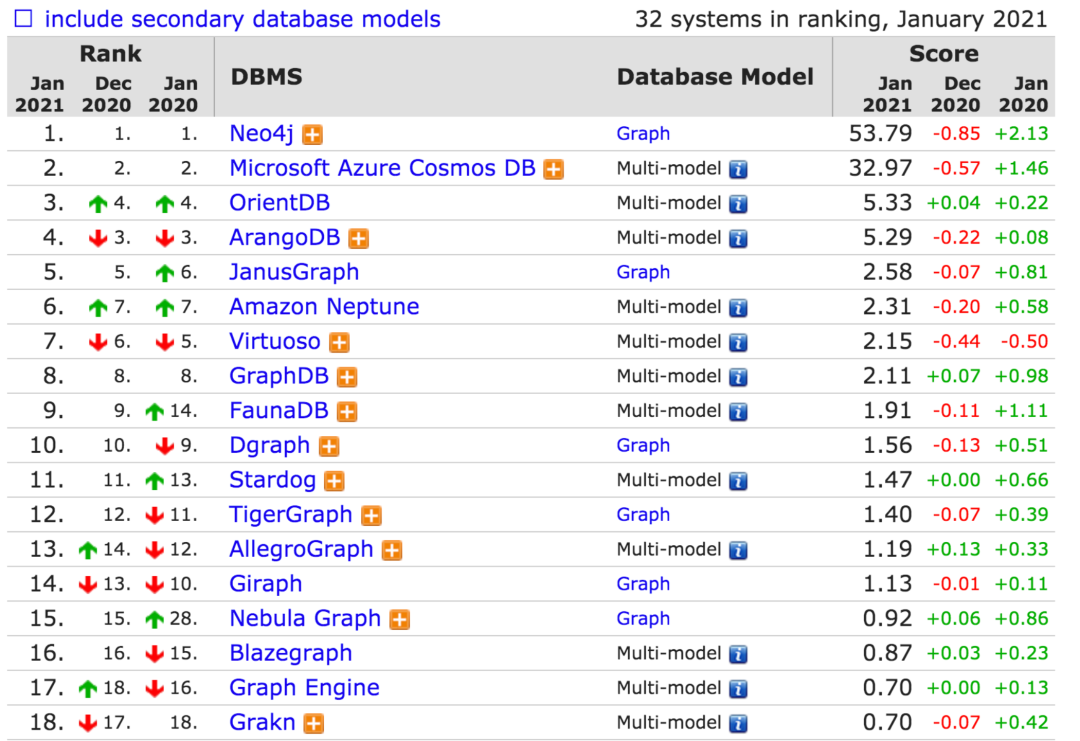 include secondary database models 32 systems in ranking, January 2021
Rank DBMS Database Model Score
Jan 2021 Dec 2020 Jan 2020 Jan 2021 Dec 2020 Jan 2020
1. 1. 1. Neo4j Graph 53.79 -0.85 +2.13
2. 2. 2. Microsoft Azure Cosmos DB Multi-model 32.97 -0.57 +1.46
3. 4. 4. OrientDB Multi-model 5.33 +0.04 +0.22
4. 3. 3. ArangoDB Multi-model 5.29 -0.22 +0.08
5. 5. 6. JanusGraph Graph 2.58 -0.07 +0.81
6. 7. 7. Amazon Neptune Multi-model 2.31 -0.20 +0.58
7. 6. 5. Virtuoso Multi-model 2.15 -0.44 -0.50
8. 8. 8. GraphDB Multi-model 2.11 +0.07 +0.98
9. 9. 14. FaunaDB Multi-model 1.91 -0.11 +1.11
10. 10. 9. Dgraph Graph 1.56 -0.13 +0.51
11. 11. 13. Stardog Multi-model 1.47 +0.00 +0.66
12. 12. 11. TigerGraph Graph 1.40 -0.07 +0.39
13. 14. 12. AllegroGraph Multi-model 1.19 +0.13 +0.33
14. 13. 10. Giraph Graph 1.13 -0.01 +0.11
15. 15. 28. Nebula Graph Graph 0.92 +0.06 +0.86
16. 16. 15. Blazegraph Multi-model 0.87 +0.03 +0.23
17. 18. 16. Graph Engine Multi-model 0.70 +0.00 +0.13
18. 17. 18. Grakn Multi-model 0.70 -0.07 +0.42